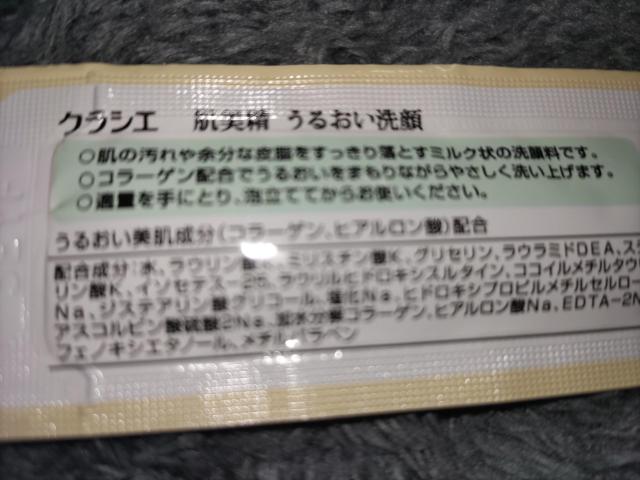 クラシエ 肌美精 うるおい洗顔
○肌の汚れや余分な皮脂をすっきり落とすミルク状の洗顔料です。
○コラーゲン配合でうるおいをまもりながらやさしく洗い上げます。
○適量を手にとり、泡立ててからお使いください。
うるおい美肌成分(コラーゲン、ヒアルロン酸)配合
配合成分:水、ラウリン酸K、ミリスチン酸K、グリセリン、ラウラミドDEA、ステ
リン酸K、イソセテス-25、ラウリルヒドロキシスルタイン、ココイルメチルタウ
Na、ジステアリン酸グリコール、塩化Na、ヒドロキシプロピルメチルセルロー
アスコルビン酸硫酸2Na、加水分解コラーゲン、ヒアルロン酸Na、EDTA-2N
フェノキシエタノール、メチルパラベン